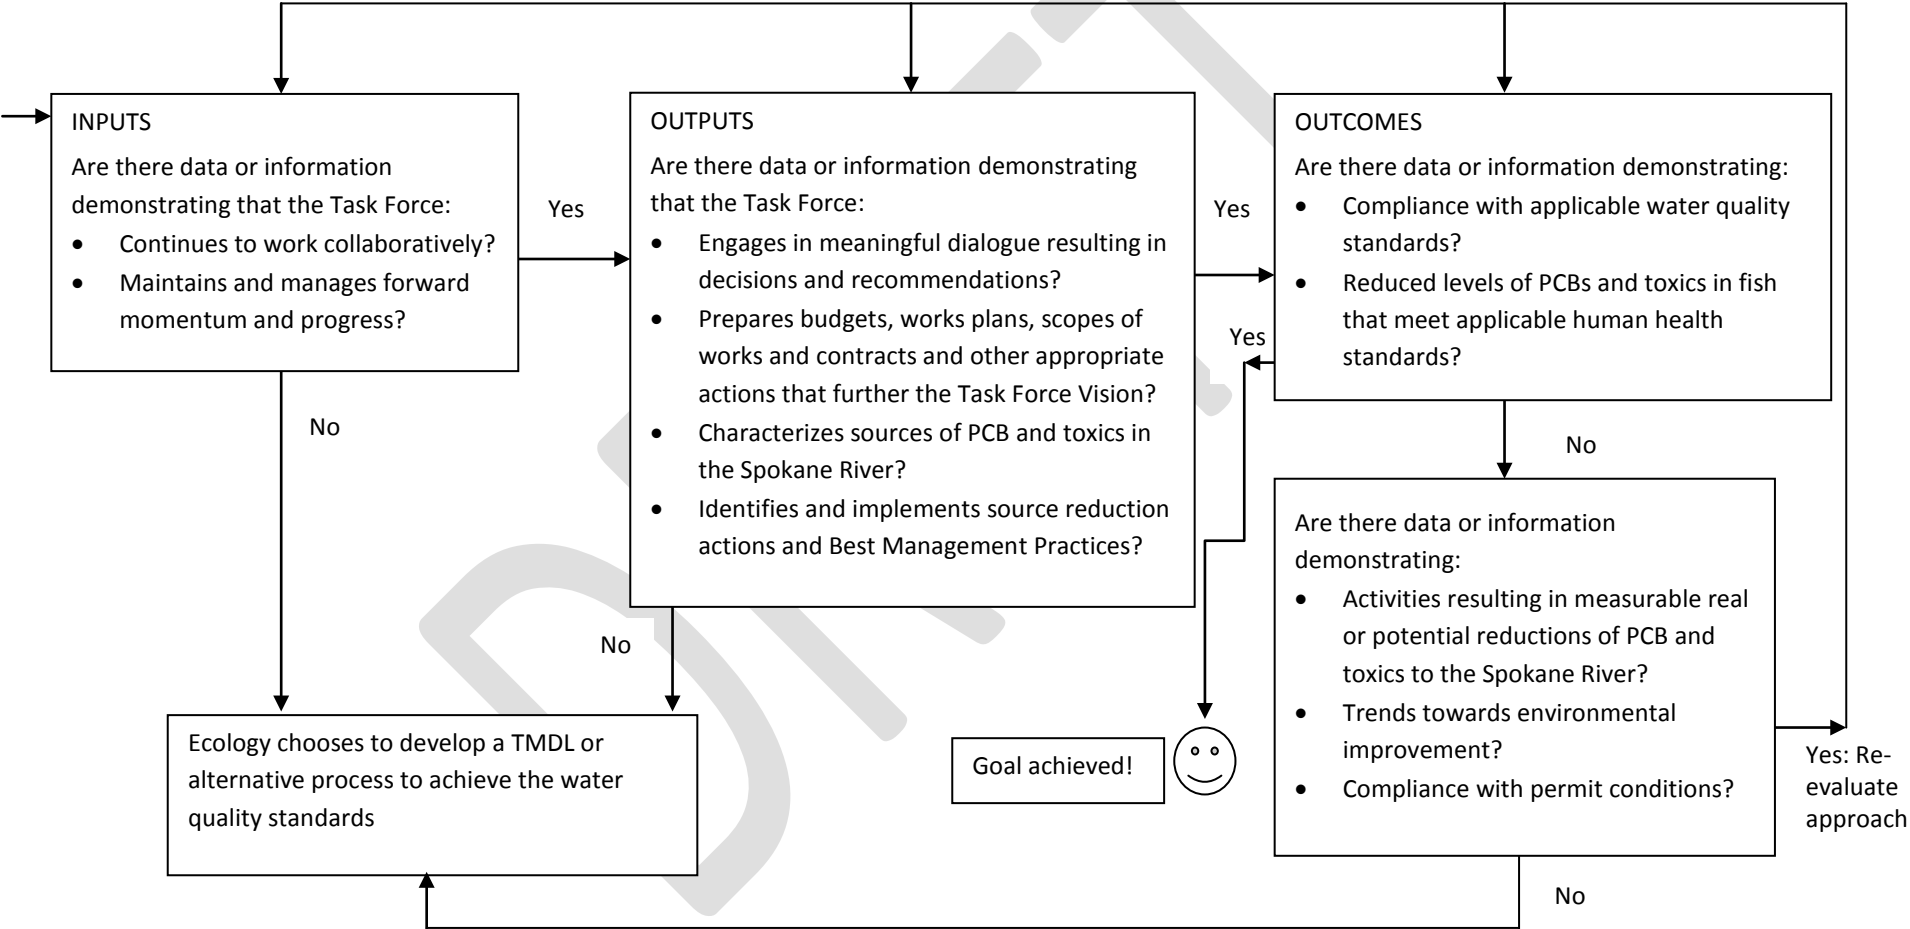 INPUTS
Are there data or information
demonstrating that the Task Force:
• Continues to work collaboratively?
• Maintains and manages forward
momentum and progress?
Yes
No
OUTPUTS
Are there data or information demonstrating
that the Task Force:
• Engages in meaningful dialogue resulting in
decisions and recommendations?
• Prepares budgets, works plans, scopes of
works and contracts and other appropriate
actions that further the Task Force Vision?
• Characterizes sources of PCB and toxics in
the Spokane River?
• Identifies and implements source reduction
actions and Best Management Practices?
Yes
No
OUTCOMES
Are there data or information demonstrating:
• Compliance with applicable water quality
standards?
• Reduced levels of PCBs and toxics in fish
that meet applicable human health
standards?
Yes
No
Are there data or information
demonstrating:
• Activities resulting in measurable real
or potential reductions of PCB and
toxics to the Spokane River?
• Trends towards environmental
improvement?
• Compliance with permit conditions?
Yes: Re-
evaluate
approach
No
Ecology chooses to develop a TMDL or
alternative process to achieve the water
quality standards
Goal achieved!
DRAFT